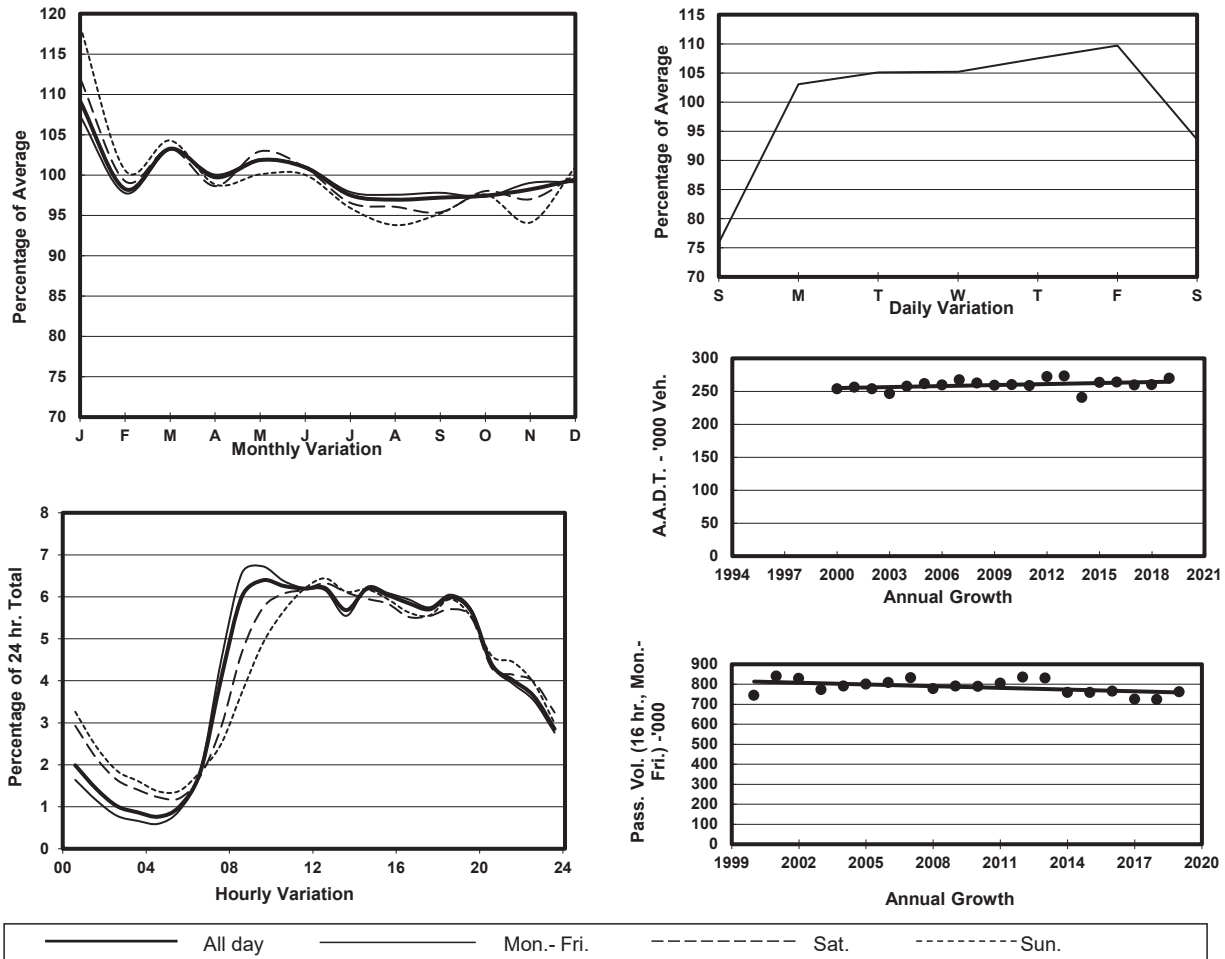 120
115
110
105
100
95
90
85
80
75
70
Percentage of Average
J F M A M J J A S O N D
Monthly Variation
115
110
105
100
95
90
85
80
75
70
Percentage of Average
S M T W T F S
Daily Variation
300
250
200
150
100
50
0
A.A.D.T. - '000 Veh.
1994 1997 2000 2003 2006 2009 2012 2015 2018 2021
Annual Growth
8
7
6
5
4
3
2
1
0
Percentage of 24 hr. Total
00 04 08 12 16 20 24
Hourly Variation
900
800
700
600
500
400
300
200
100
0
Pass. Vol. (16 hr., Mon.-
Fri.) -'000
1999 2002 2005 2008 2011 2014 2017 2020
Annual Growth
All day Mon.- Fri. Sat. Sun.